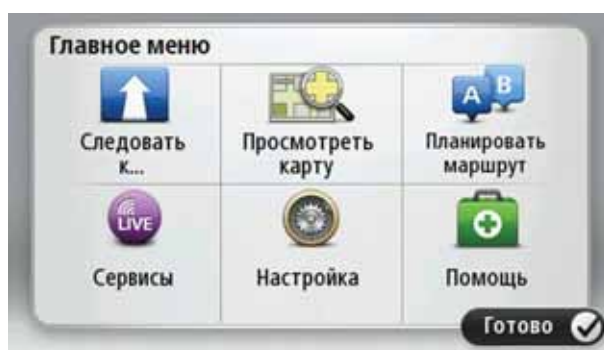 Главное меню
Следовать
к...
Просмотреть
карту
A B
Планировать
маршрут
LIVE
Сервисы
Настройка
Помощь
Готово